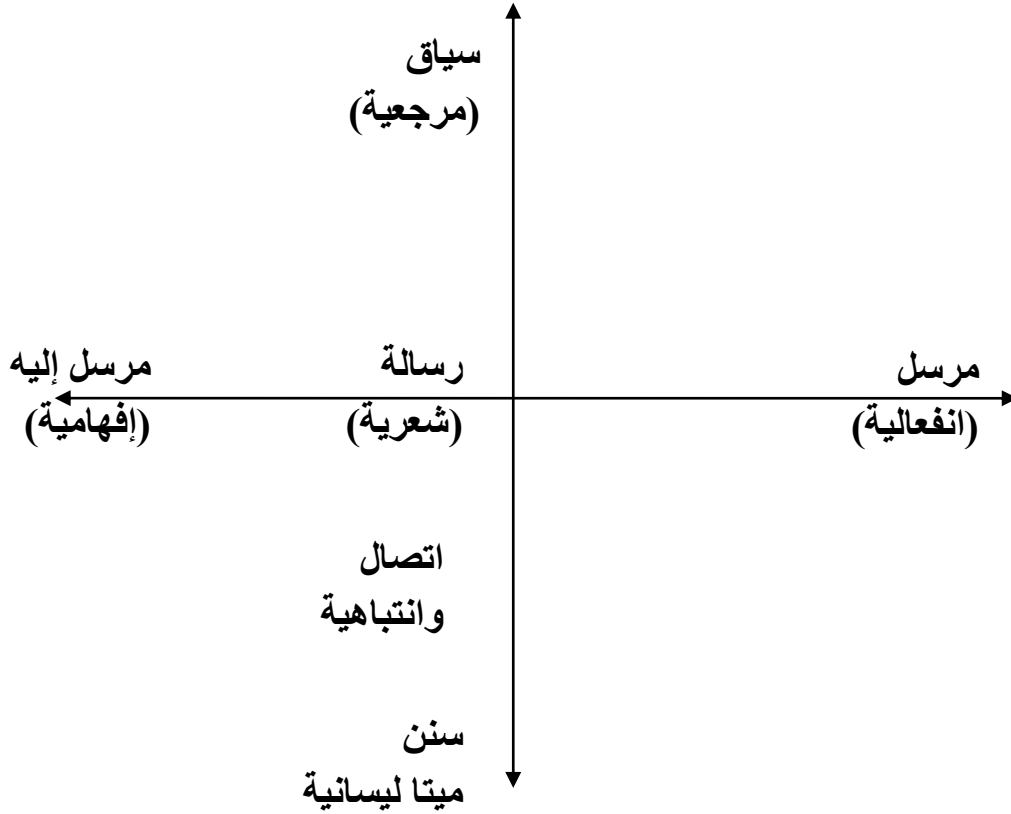 سياق
(مرجعية)
مرسل
(انفعالية)
رسالة
(شعرية)
مرسل إليه
(إفهامية)
اتصال
وانتباهية
سنن
ميتا ليسانية